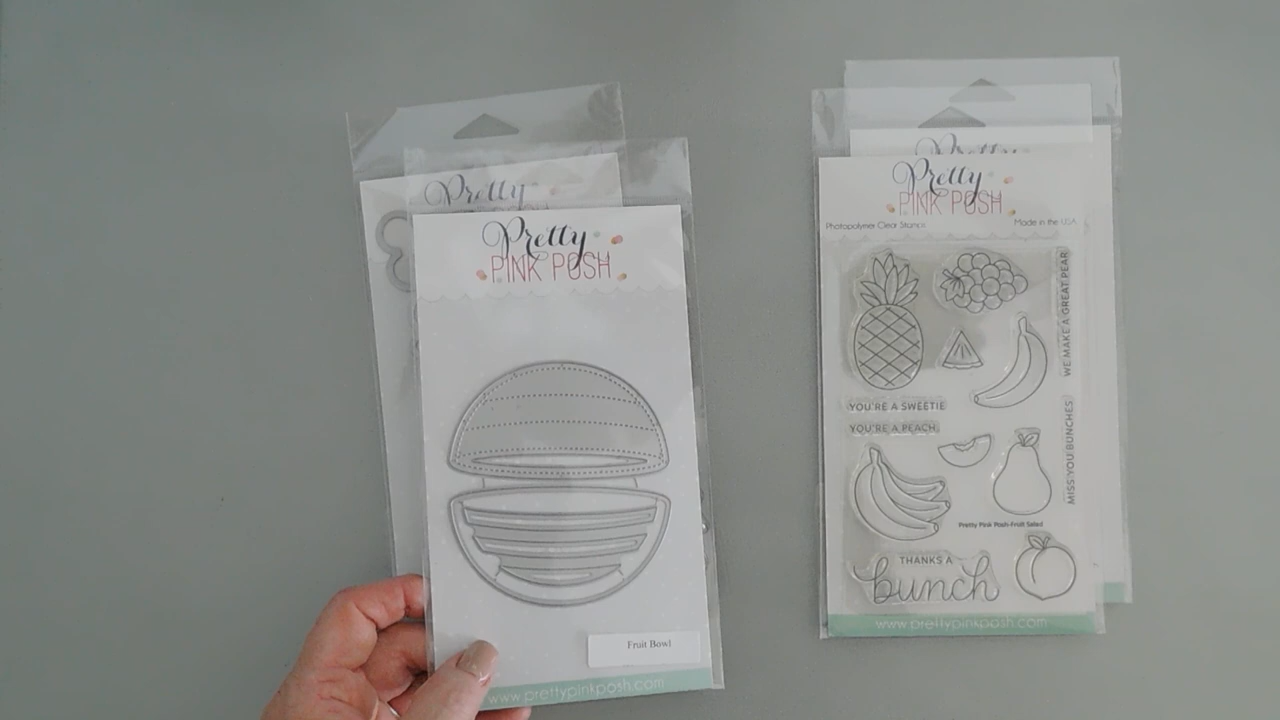 Pretty
Pretty
PINK POSH
Fruit Bowl
www.prettypinkposh.com
Pretty
PINK POSH
Photopolymer Clear Stamps
Made in the USA
WE MAKE A GREAT PEAR
YOU'RE A SWEETIE
YOU'RE A PEACH
MISS YOU BUNCHES
Pretty Pink Posh-Fruit Salad
THANKS A
bunch
www.prettypinkposh.com